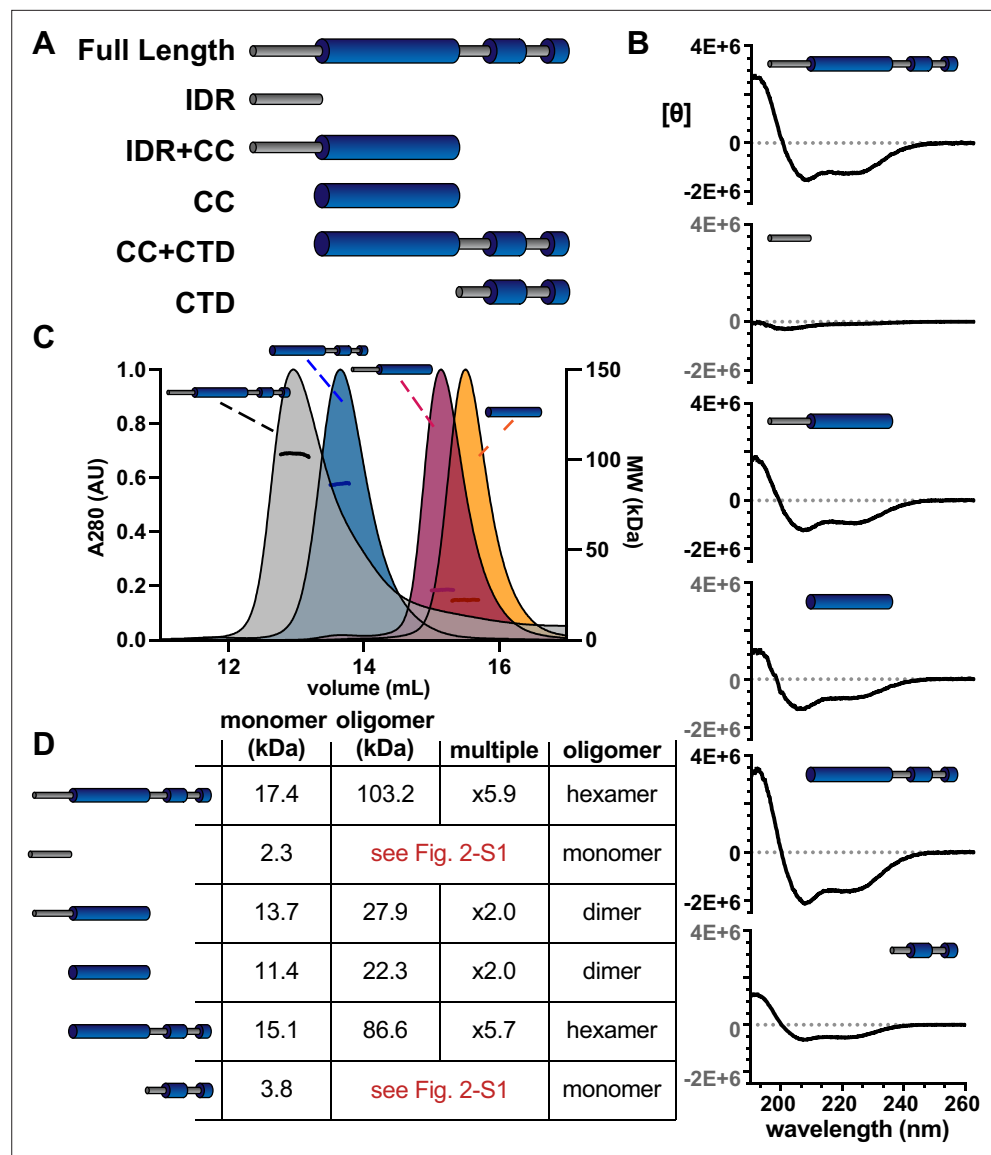 A
Full Length
IDR
IDR+CC
CC
CC+CTD
CTD
B
[θ]
4E+6
0
-2E+6
4E+6
0
-2E+6
4E+6
0
-2E+6
4E+6
0
-2E+6
4E+6
0
-2E+6
4E+6
0
-2E+6
200 220 240 260
wavelength (nm)
C
1.0
0.8
0.6
0.4
0.2
0.0
A280 (AU)
150
100
50
0
MW (kDa)
12 14 16
volume (mL)
D
monomer (kDa) oligomer (kDa) multiple oligomer
17.4 103.2 x5.9 hexamer
2.3 see Fig. 2-S1 monomer
13.7 27.9 x2.0 dimer
11.4 22.3 x2.0 dimer
15.1 86.6 x5.7 hexamer
3.8 see Fig. 2-S1 monomer